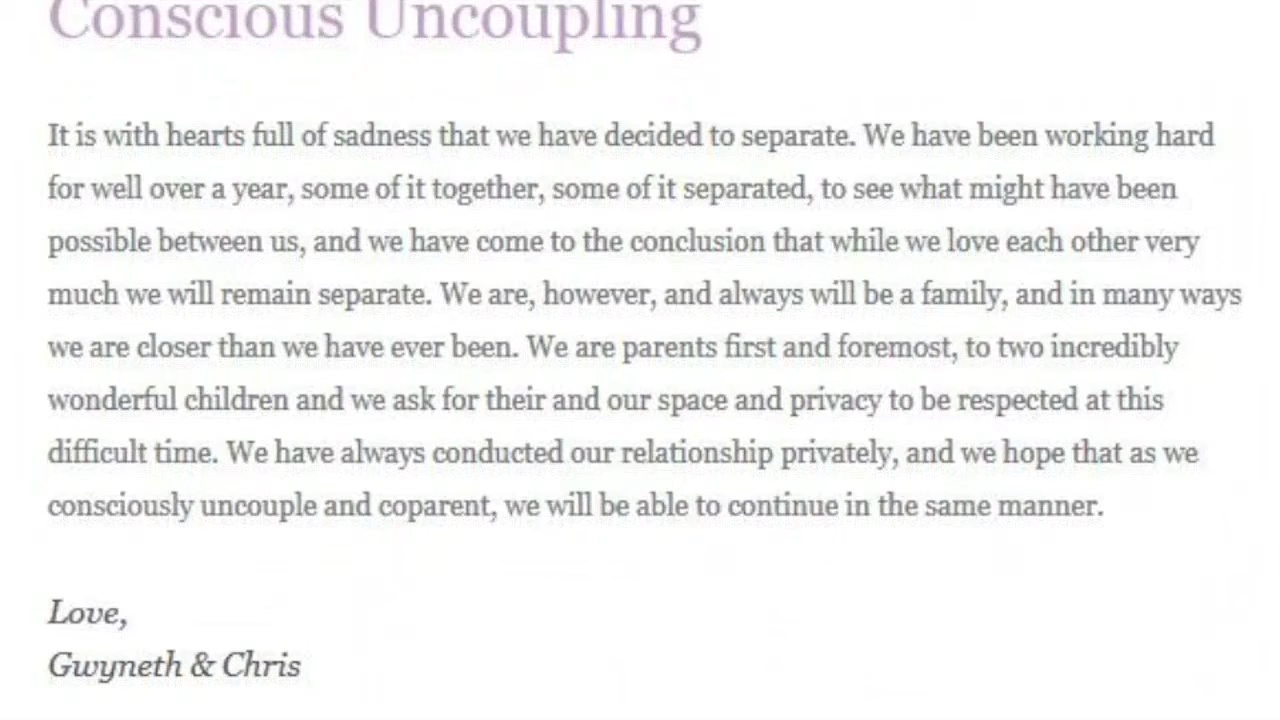 Conscious Uncoupling
It is with hearts full of sadness that we have decided to separate. We have been working hard
for well over a year, some of it together, some of it separated, to see what might have been
possible between us, and we have come to the conclusion that while we love each other very
much we will remain separate. We are, however, and always will be a family, and in many ways
we are closer than we have ever been. We are parents first and foremost, to two incredibly
wonderful children and we ask for their and our space and privacy to be respected at this
difficult time. We have always conducted our relationship privately, and we hope that as we
consciously uncouple and coparent, we will be able to continue in the same manner.
Love,
Gwyneth & Chris